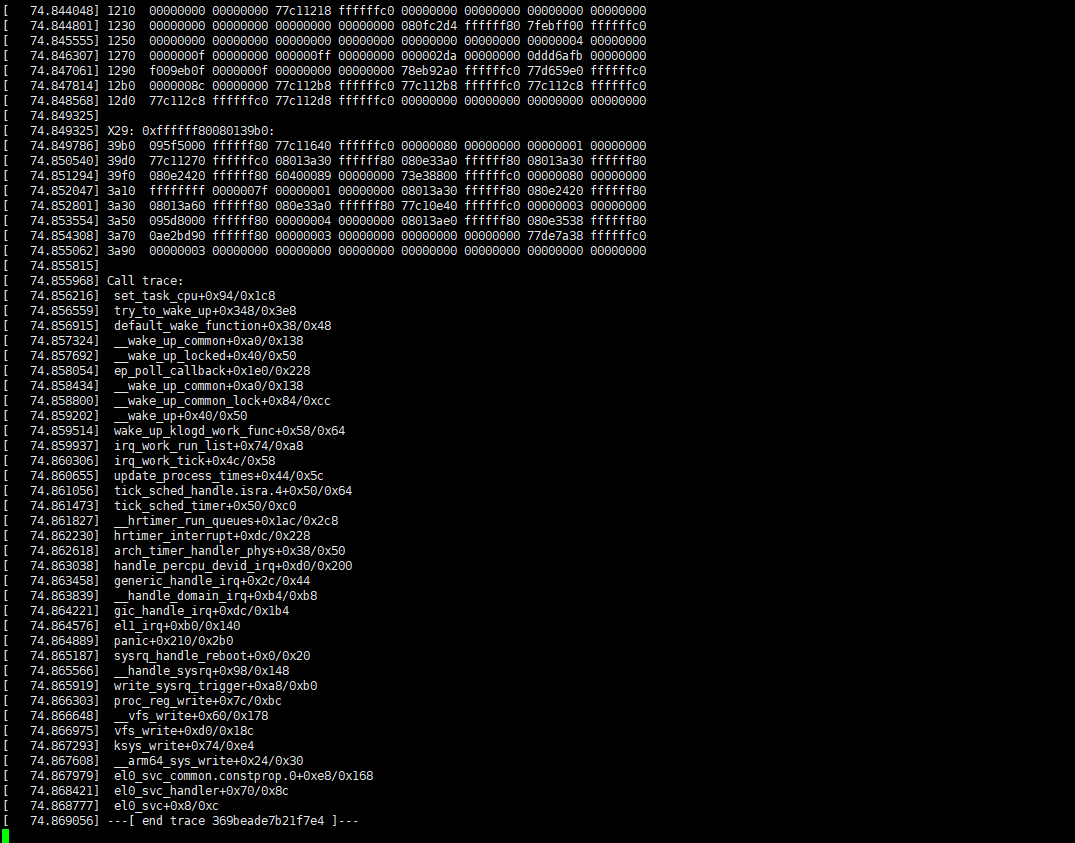 [   74.844048] 1210  00000000 00000000 77c11218 ffffffc0 00000000 00000000 00000000 00000000
[   74.844801] 1230  00000000 00000000 00000000 00000000 080fc2d4 ffffff80 7febff00 ffffffc0
[   74.845555] 1250  00000000 00000000 00000000 00000000 00000000 00000000 00000004 00000000
[   74.846307] 1270  0000000f 00000000 000000ff 00000000 000002da 00000000 0ddd6afb 00000000
[   74.847061] 1290  f009eb0f 0000000f 00000000 00000000 78eb92a0 ffffffc0 77d659e0 ffffffc0
[   74.847814] 12b0  0000008c 00000000 77c112b8 ffffffc0 77c112b8 ffffffc0 77c112c8 ffffffc0
[   74.848568] 12d0  77c112c8 ffffffc0 77c112d8 ffffffc0 00000000 00000000 00000000 00000000
[   74.849325]
[   74.849325] X29: 0xffffff80080139b0:
[   74.849786] 39b0  095f5000 ffffff80 77c11640 ffffffc0 00000080 00000000 00000001 00000000
[   74.850540] 39d0  77c11270 ffffffc0 08013a30 ffffff80 080e33a0 ffffff80 08013a30 ffffff80
[   74.851294] 39f0  080e2420 ffffff80 60400089 00000000 73e38800 ffffffc0 00000080 00000000
[   74.852047] 3a10  ffffffff 0000007f 00000001 00000000 08013a30 ffffff80 080e2420 ffffff80
[   74.852801] 3a30  08013a60 ffffff80 080e33a0 ffffff80 77c10e40 ffffffc0 00000003 00000000
[   74.853554] 3a50  095d8000 ffffff80 00000004 00000000 08013ae0 ffffff80 080e3538 ffffff80
[   74.854308] 3a70  0ae2bd90 ffffff80 00000003 00000000 00000000 00000000 77de7a38 ffffffc0
[   74.855062] 3a90  00000003 00000000 00000000 00000000 00000000 00000000 00000000 00000000
[   74.855815]
[   74.855968] Call trace:
[   74.856216]  set_task_cpu+0x94/0x1c8
[   74.856559]  try_to_wake_up+0x348/0x3e8
[   74.856915]  default_wake_function+0x38/0x48
[   74.857324]  __wake_up_common+0xa0/0x138
[   74.857692]  __wake_up_locked+0x40/0x50
[   74.858054]  ep_poll_callback+0x1e0/0x228
[   74.858434]  __wake_up_common+0xa0/0x138
[   74.858800]  __wake_up_common_lock+0x84/0xcc
[   74.859202]  __wake_up+0x40/0x50
[   74.859514]  wake_up_klogd_work_func+0x58/0x64
[   74.859937]  irq_work_run_list+0x74/0xa8
[   74.860306]  irq_work_tick+0x4c/0x58
[   74.860655]  update_process_times+0x44/0x5c
[   74.861056]  tick_sched_handle.isra.4+0x50/0x64
[   74.861473]  tick_sched_timer+0x50/0xc0
[   74.861827]  __hrtimer_run_queues+0x1ac/0x2c8
[   74.862230]  hrtimer_interrupt+0xdc/0x228
[   74.862618]  arch_timer_handler_phys+0x38/0x50
[   74.863038]  handle_percpu_devid_irq+0xd0/0x200
[   74.863458]  generic_handle_irq+0x2c/0x44
[   74.863839]  __handle_domain_irq+0xb4/0xb8
[   74.864221]  gic_handle_irq+0xdc/0x1b4
[   74.864576]  el1_irq+0xb0/0x140
[   74.864889]  panic+0x210/0x2b0
[   74.865187]  sysrq_handle_reboot+0x0/0x20
[   74.865566]  __handle_sysrq+0x98/0x148
[   74.865919]  write_sysrq_trigger+0xa8/0xb0
[   74.866303]  proc_reg_write+0x7c/0xbc
[   74.866648]  __vfs_write+0x60/0x178
[   74.866975]  vfs_write+0xd0/0x18c
[   74.867293]  ksys_write+0x74/0xe4
[   74.867608]  __arm64_sys_write+0x24/0x30
[   74.867979]  el0_svc_common.constprop.0+0xe8/0x168
[   74.868421]  el0_svc_handler+0x70/0x8c
[   74.868777]  el0_svc+0x8/0xc
[   74.869056] ---[ end trace 369beade7b21f7e4 ]---